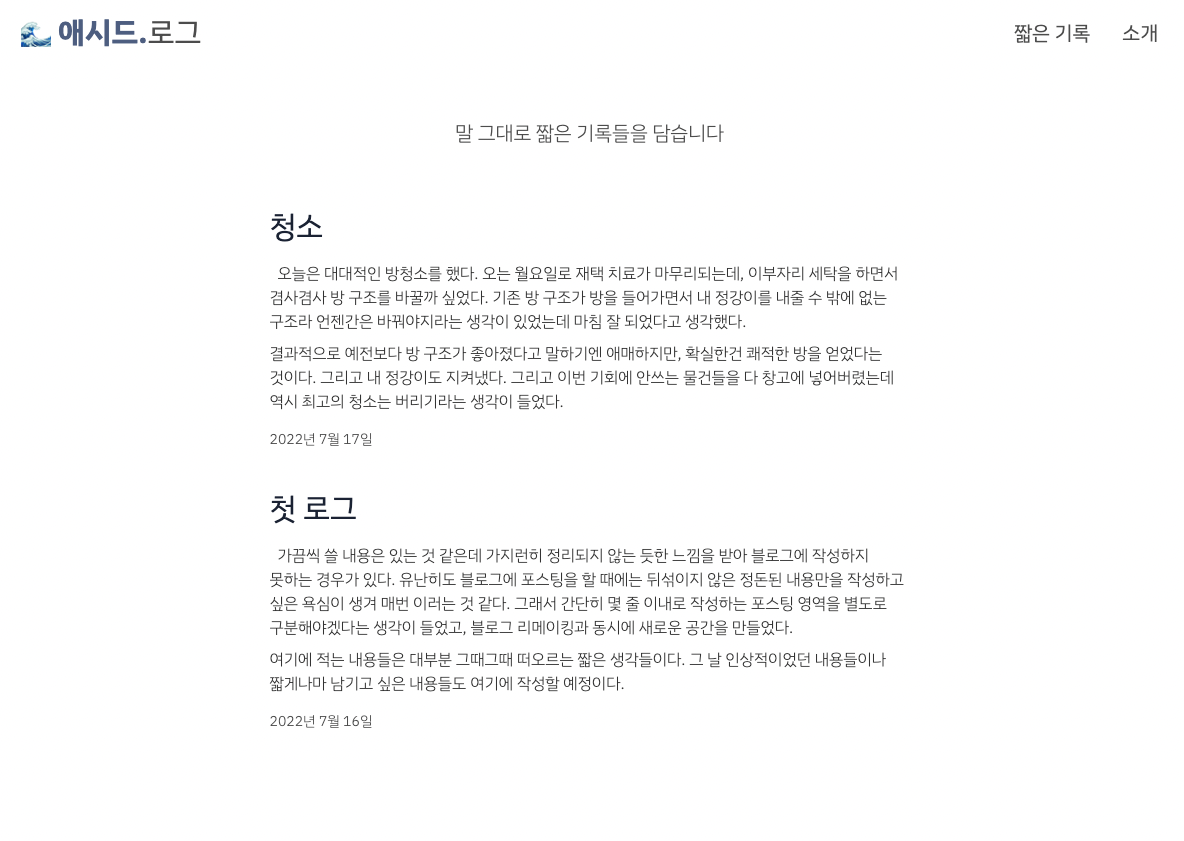 애시드.로그
짧은 기록 소개
말 그대로 짧은 기록들을 담습니다
청소
오늘은 대대적인 방청소를 했다. 오는 월요일로 재택 치료가 마무리되는데, 이부자리 세탁을 하면서
겸사겸사 방 구조를 바꿀까 싶었다. 기존 방 구조가 방을 들어가면서 내 정강이를 내줄 수 밖에 없는
구조라 언젠간은 바꿔야지라는 생각이 있었는데 마침 잘 되었다고 생각했다.
결과적으로 예전보다 방 구조가 좋아졌다고 말하기엔 애매하지만, 확실한건 쾌적한 방을 얻었다는
것이다. 그리고 내 정강이도 지켜냈다. 그리고 이번 기회에 안쓰는 물건들을 다 창고에 넣어버렸는데
역시 최고의 청소는 버리기라는 생각이 들었다.
2022년 7월 17일
첫 로그
가끔씩 쓸 내용은 있는 것 같은데 가지런히 정리되지 않는 듯한 느낌을 받아 블로그에 작성하지
못하는 경우가 있다. 유난히도 블로그에 포스팅을 할 때에는 뒤섞이지 않은 정돈된 내용만을 작성하고
싶은 욕심이 생겨 매번 이러는 것 같다. 그래서 간단히 몇 줄 이내로 작성하는 포스팅 영역을 별도로
구분해야겠다는 생각이 들었고, 블로그 리메이킹과 동시에 새로운 공간을 만들었다.
여기에 적는 내용들은 대부분 그때그때 떠오르는 짧은 생각들이다. 그 날 인상적이었던 내용들이나
짧게나마 남기고 싶은 내용들도 여기에 작성할 예정이다.
2022년 7월 16일